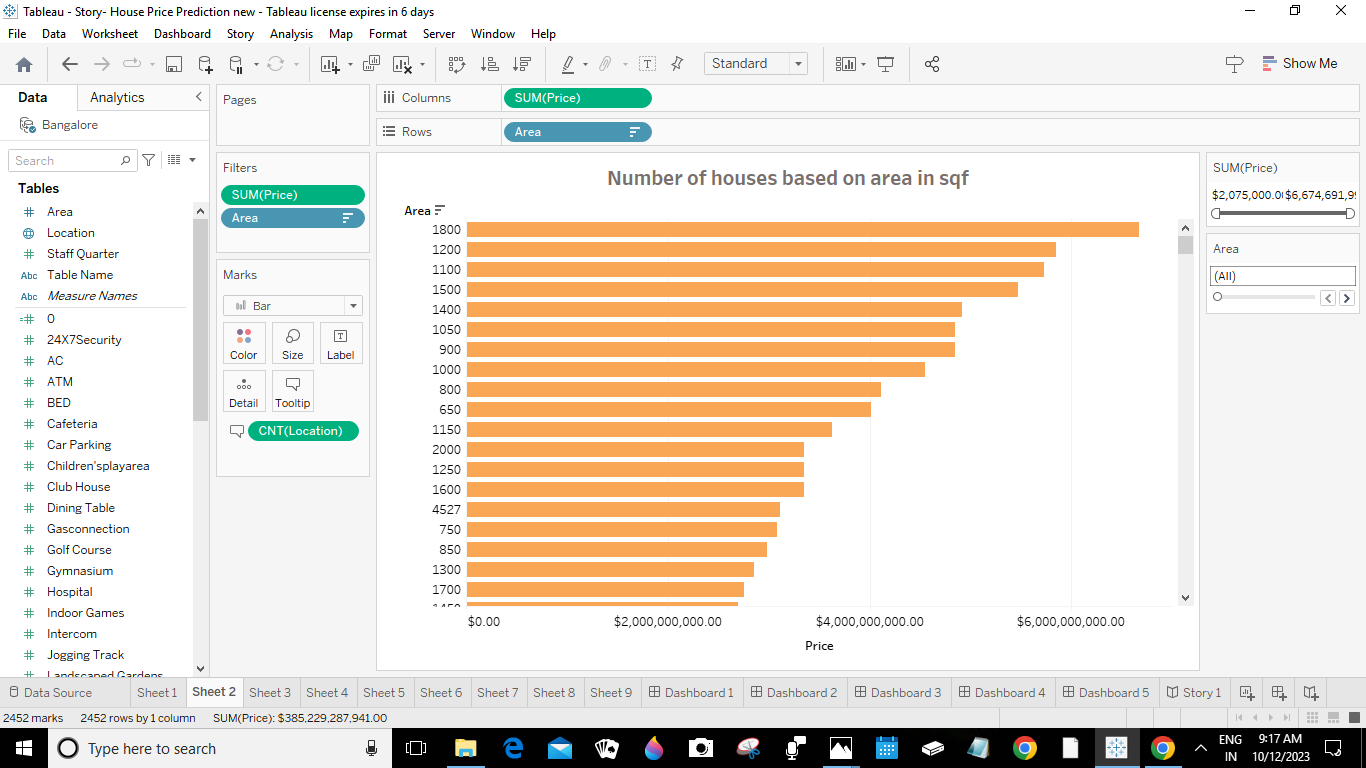 Tableau - Story- House Price Prediction new - Tableau license expires in 6 days
File Data Worksheet Dashboard Story Analysis Map Format Server Window Help
Standard
Show Me
Data Analytics
Bangalore
Search
Tables
Area
Location
Staff Quarter
Abc Table Name
Abc Measure Names
0
24X7Security
AC
ATM
BED
Cafeteria
Car Parking
Children'splayarea
Club House
Dining Table
Gasconnection
Golf Course
Gymnasium
Hospital
Indoor Games
Intercom
Jogging Track
Landscaped Gardens
Pages
Filters
SUM(Price)
Area
Marks
Bar
Color Size Label
Detail Tooltip
CNT(Location)
Columns SUM(Price)
Rows Area
Number of houses based on area in sqf
Area
1800
1200
1100
1500
1400
1050
900
1000
800
650
1150
2000
1250
1600
4527
750
850
1300
1700
1450
$0.00 $2,000,000,000.00 $4,000,000,000.00 $6,000,000,000.00
Price
SUM(Price)
$2,075,000.0 $6,674,691,9
Area
(All)
Data Source Sheet 1 Sheet 2 Sheet 3 Sheet 4 Sheet 5 Sheet 6 Sheet 7 Sheet 8 Sheet 9 Dashboard 1 Dashboard 2 Dashboard 3 Dashboard 4 Dashboard 5 Story 1
2452 marks 2452 rows by 1 column SUM(Price): $385,229,287,941.00
Type here to search
ENG
IN
9:17 AM
10/12/2023